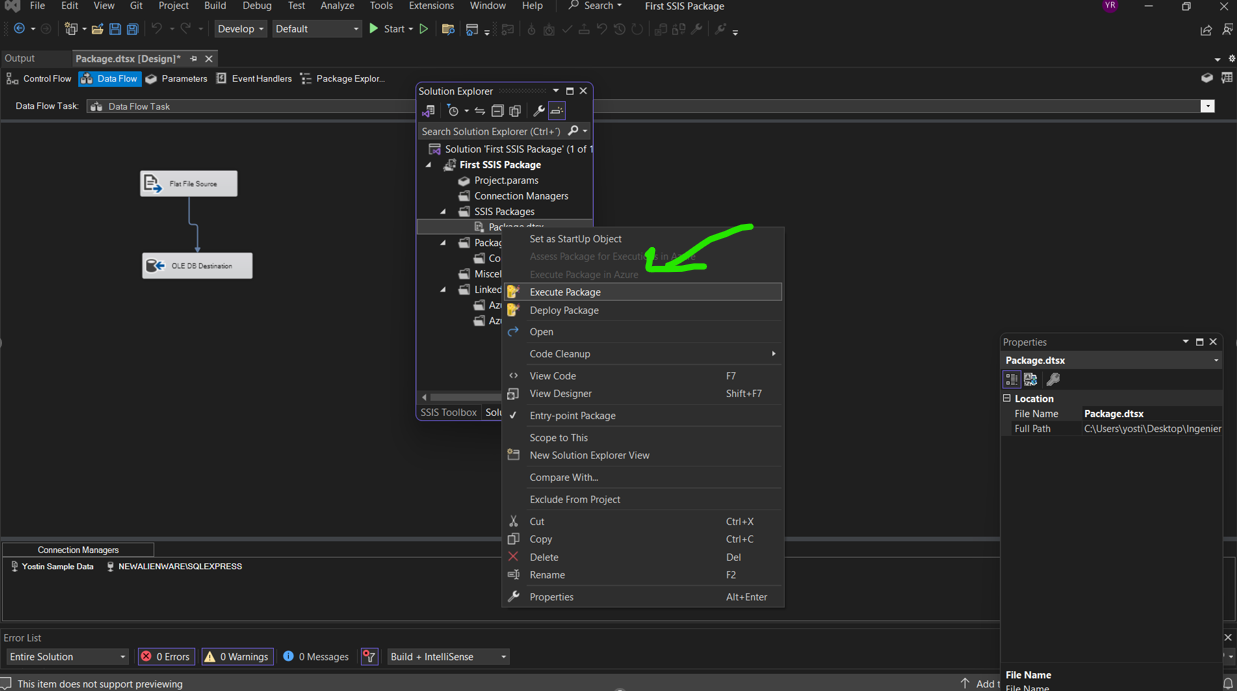 File Edit View Git Project Build Debug Test Analyze Tools Extensions Window Help Search First SSIS Package YR
Develop Default Start
Output Package.dtsx [Design]*
Control Flow Data Flow Parameters Event Handlers Package Explor...
Data Flow Task: Data Flow Task
Flat File Source
OLE DB Destination
Solution Explorer
Search Solution Explorer (Ctrl+¨)
Solution 'First SSIS Package' (1 of 1
First SSIS Package
Project.params
Connection Managers
SSIS Packages
Package.dtsx
Packag
Co
Miscel
Linked
Az
Az
SSIS Toolbox Solu
Set as StartUp Object
Assess Package for Execution in Azure
Execute Package in Azure
Execute Package
Deploy Package
Open
Code Cleanup
View Code F7
View Designer Shift+F7
Entry-point Package
Scope to This
New Solution Explorer View
Compare With...
Exclude From Project
Cut Ctrl+X
Copy Ctrl+C
Delete Del
Rename F2
Properties Alt+Enter
Properties
Package.dtsx
Location
File Name Package.dtsx
Full Path C:\Users\yosti\Desktop\Ingenier
File Name
File Name
Connection Managers
Yostin Sample Data NEWALIENWARE\SQLEXPRESS
Error List
Entire Solution 0 Errors 0 Warnings 0 Messages Build + IntelliSense
This item does not support previewing Add t